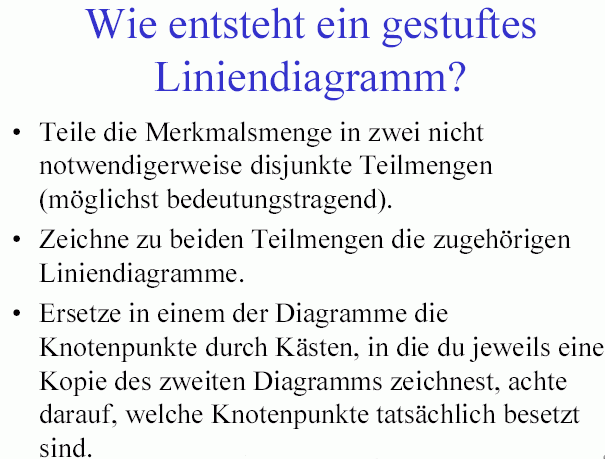 Wie entsteht ein gestuftes
Liniendiagramm?
• Teile die Merkmalsmenge in zwei nicht
notwendigerweise disjunkte Teilmengen
(möglichst bedeutungstragend).
• Zeichne zu beiden Teilmengen die zugehörigen
Liniendiagramme.
• Ersetze in einem der Diagramme die
Knotenpunkte durch Kästen, in die du jeweils eine
Kopie des zweiten Diagramms zeichnest, achte
darauf, welche Knotenpunkte tatsächlich besetzt
sind.